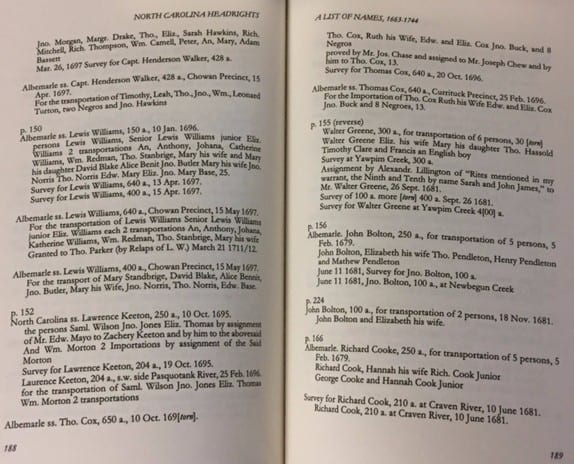 NORTH CAROLINA HEADRIGHTS
Jno. Morgan, Margr. Drake, Tho., Eliz., Sarah Hawkins, Rich.
Mitchell, Rich. Thompson, Wm. Camell, Peter, An, Mary, Adam
Bassett
Mar. 26, 1697 Survey for Capt. Henderson Walker, 428 a.
Albemarle ss. Capt. Henderson Walker, 428 a., Chowan Precinct, 15
Apr. 1697.
For the transportation of Timothy, Leah, Tho., Jno., Wm., Leonard
Turton, two Negros and Jno. Hawkins
p. 150
Albemarle ss. Lewis Williams, 150 a., 10 Jan. 1696.
persons Lewis Williams, Senior Lewis Williams junior Eliz.
Williams 2 transportations An, Anthony, Johana, Catherine
Williams, Wm. Redman, Tho. Stanbrige, Mary his wife and Mary
his daughter David Blake Alice Benit Jno. Butler Mary his wife Jno.
Norris Tho. Norris Edw. Mary Eliz. Jno. Mary Base, 25.
Survey for Lewis Williams, 640 a., 13 Apr. 1697.
Survey for Lewis Williams, 400 a., 15 Apr. 1697.
Albemarle ss. Lewis Williams, 640 a., Chowan Precinct, 15 May 1697.
For the transportation of Lewis Williams Senior Lewis Williams
junior Eliz. Williams each 2 transportations An, Anthony, Johana,
Katherine Williams, Wm. Redman, Tho. Stanbrige, Mary his wife
Granted to Tho. Parker (by Relaps of L. W.) March 21 1711/12.
Albemarle ss. Lewis Williams, 400 a., Chowan Precinct, 15 May 1697.
For the transport of Mary Standbrige, David Blake, Alice Bennit,
Jno. Butler, Mary his Wife, Jno. Norris, Tho. Norris, Edw. Base.
p. 152
North Carolina ss. Lawrence Keeton, 250 a., 10 Oct. 1695.
the persons Saml. Wilson Jno. Jones Eliz. Thomas by assignment
of Mr. Edw. Mayo to Zachery Keeton and by him to the abovesaid
And Wm. Morton 2 Importations by assignment of the Said
Morton
Survey for Lawrence Keeton, 204 a., 19 Oct. 1695.
Laurence Keeton, 204 a., s.w. side Pasquotank River, 25 Feb. 1696.
for the transportation of Saml. Wilson Jno. Jones Eliz. Thomas
Wm. Morton 2 transportations
Albemarle ss. Tho. Cox, 650 a., 10 Oct. 169[torn].
188
A LIST OF NAMES, 1663-1744
Tho. Cox, Ruth his Wife, Edw. and Eliz. Cox Jno. Buck, and 8
Negros
proved by Mr. Jos. Chase and assigned to Mr. Joseph Chew and by
him to Tho. Cox, 13.
Survey for Thomas Cox, 640 a., 20 Oct. 1696.
Albemarle ss. Thomas Cox, 640 a., Currituck Precinct, 25 Feb. 1696.
For the Importation of Tho. Cox Ruth his Wife Edw. and Eliz. Cox
Jno. Buck and 8 Negroes, 13.
p. 155 (reverse)
Walter Greene, 300 a., for transportation of 6 persons, 30 [torn]
Walter Greene Eliz. his wife Mary his daughter Tho. Hassold
Timothy Clare and Francis an English boy
Survey at Yawpim Creek, 300 a.
Assignment by Alexandr. Lillington of "Rites mentioned in my
warrant, the Ninth and Tenth by name Sarah and John James," to
Mr. Walter Greene, 26 Sept. 1681.
Survey of 100 a. more [torn] 400 a. Sept. 26 1681.
Survey for Walter Greene at Yawpim Creek 4[00] a.
p. 156
Albemarle. John Bolton, 250 a., for transportation of 5 persons, 5
Feb. 1679.
John Bolton, Elizabeth his wife Tho. Pendleton, Henry Pendleton
and Mathew Pendleton
June 11 1681, Survey for Jno. Bolton, 100 a.
June 11 1681, Jno. Bolton, 100 a., at Newbegun Creek
p. 224
John Bolton, 100 a., for transportation of 2 persons, 18 Nov. 1681.
John Bolton and Elizabeth his wife.
p. 166
Albemarle. Richard Cooke, 250 a., for transportation of 5 persons, 5
Feb. 1679.
Richard Cook, Hannah his wife Rich. Cook Junior
George Cooke and Hannah Cook Junior
Survey for Richard Cook, 210 a. at Craven River, 10 June 1681.
Richard Cook, 210 a. at Craven River, 10 June 1681.
189